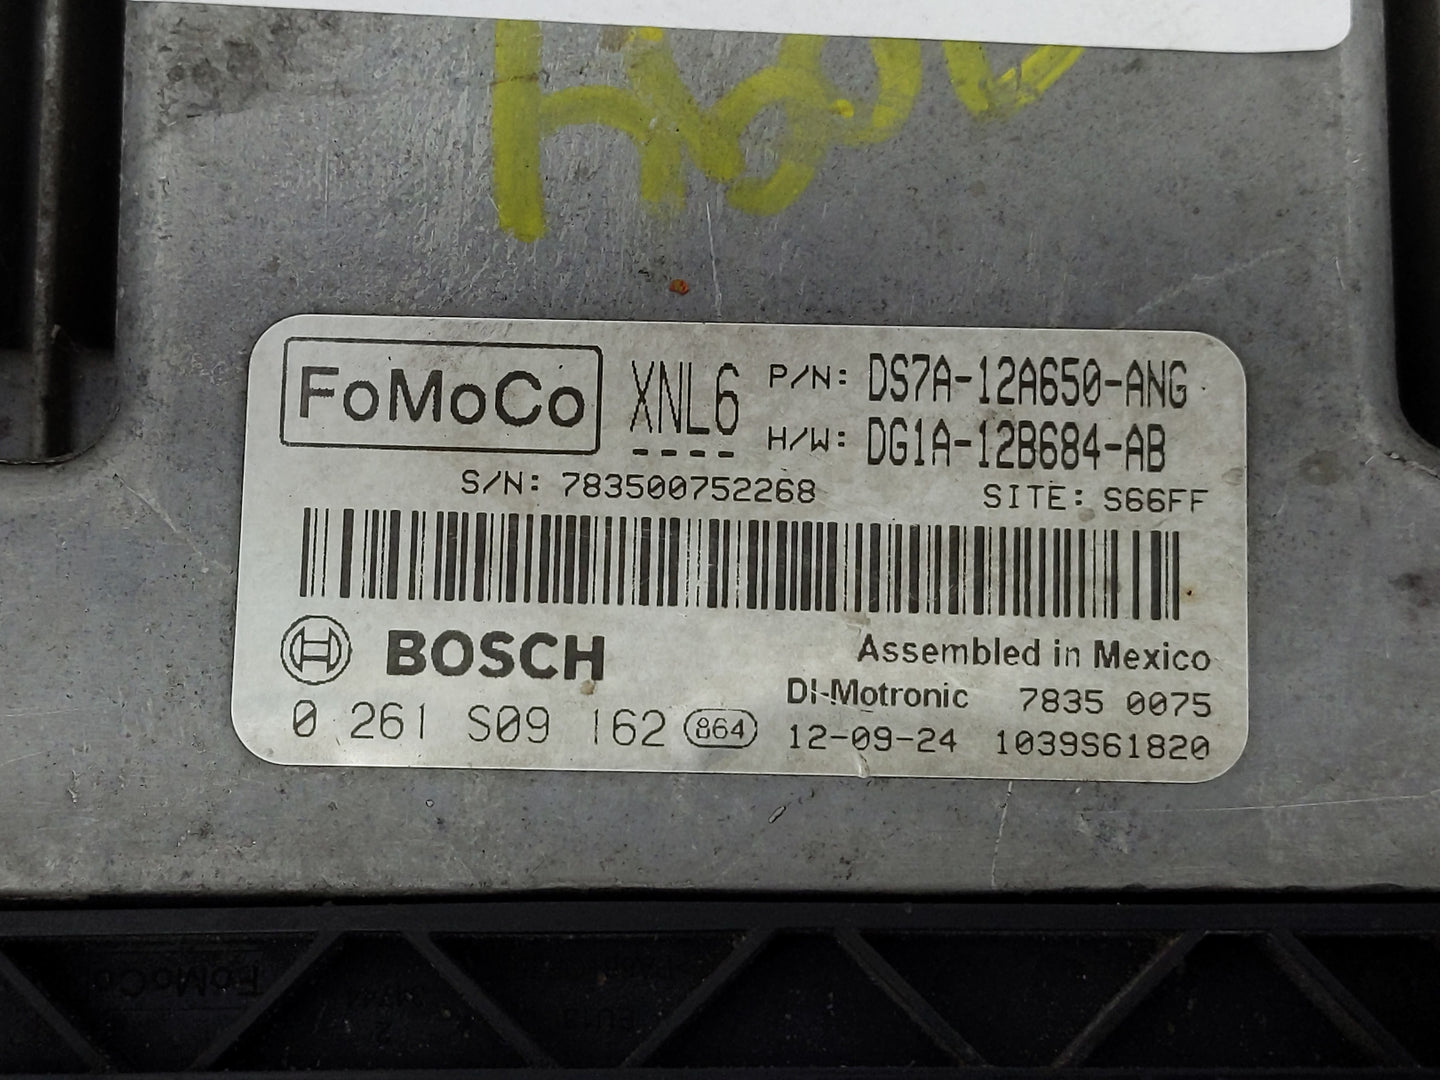 FoMoCo XNL6 P/N: DS7A-12A650-ANG
H/W: DG1A-12B684-AB
S/N: 783500752268 SITE: S66FF
BOSCH Assembled in Mexico
DI-Motronic 7835 0075
0 261 S09 162 864 12-09-24 1039S61820
FoMoCo